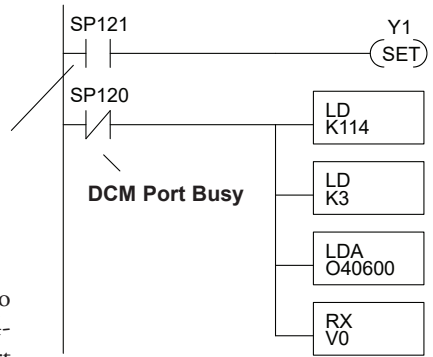 SP121
Y1
SET
SP120
LD
K114
DCM Port Busy
LD
K3
LDA
O40600
RX
V0